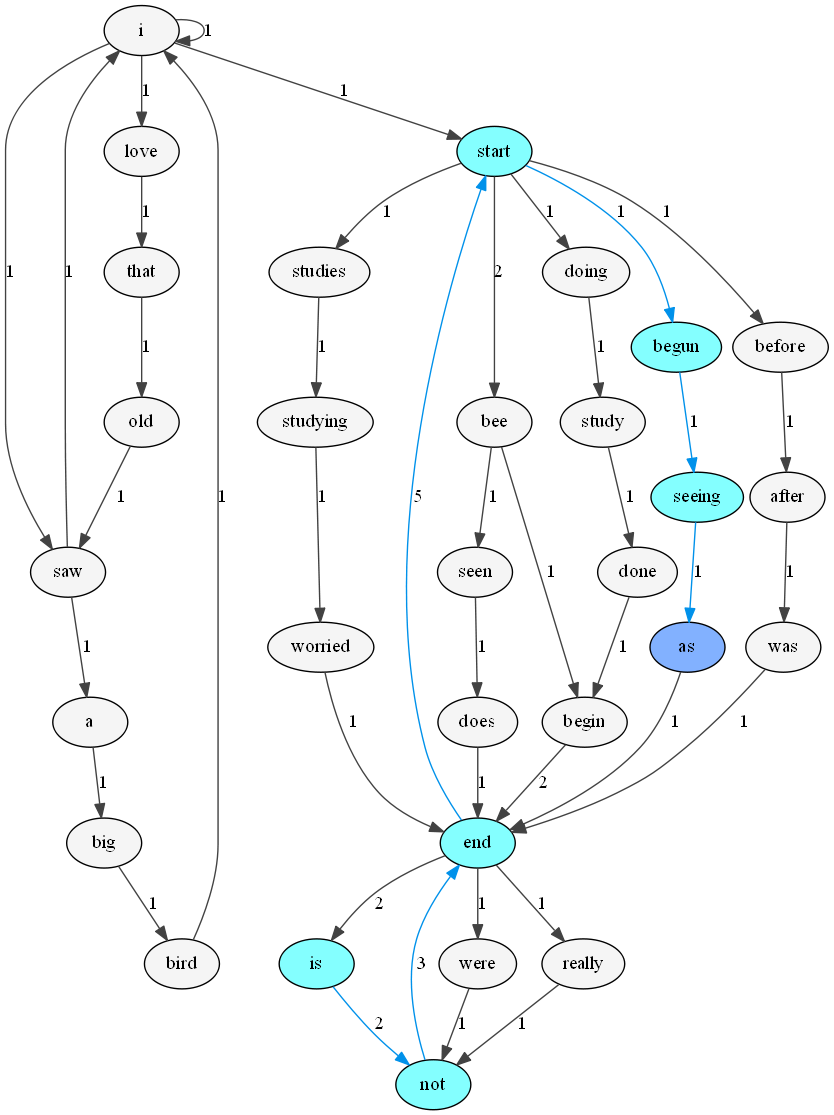 i
1
1
1
love
start
1
1
1
1
1
1
1
that
studies
2
doing
begun
before
1
1
1
1
1
old
studying
bee
study
1
1
1
1
1
seeing
after
5
saw
seen
done
1
1
1
1
1
1
worried
as
was
a
does
begin
1
1
1
2
1
1
big
end
1
2
1
1
bird
is
were
really
3
2
1
1
not